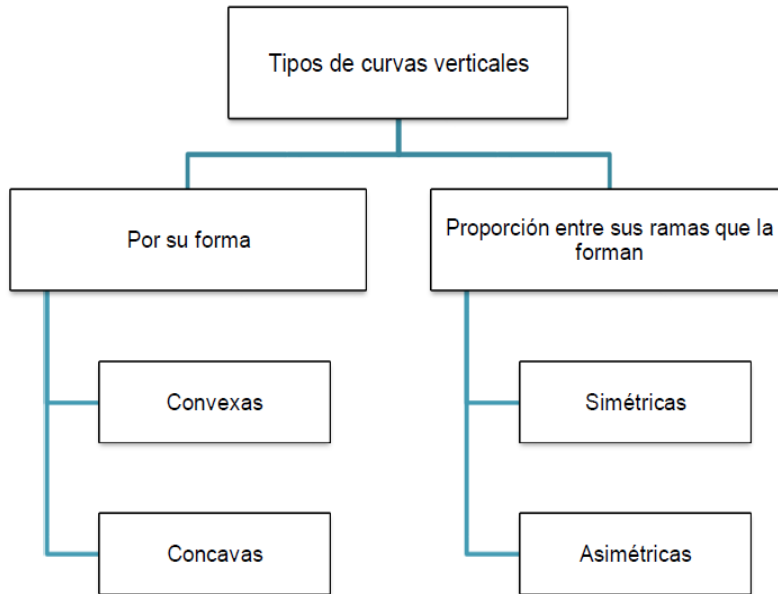 Tipos de curvas verticales
Por su forma
Proporción entre sus ramas que la
forman
Convexas
Simétricas
Concavas
Asimétricas